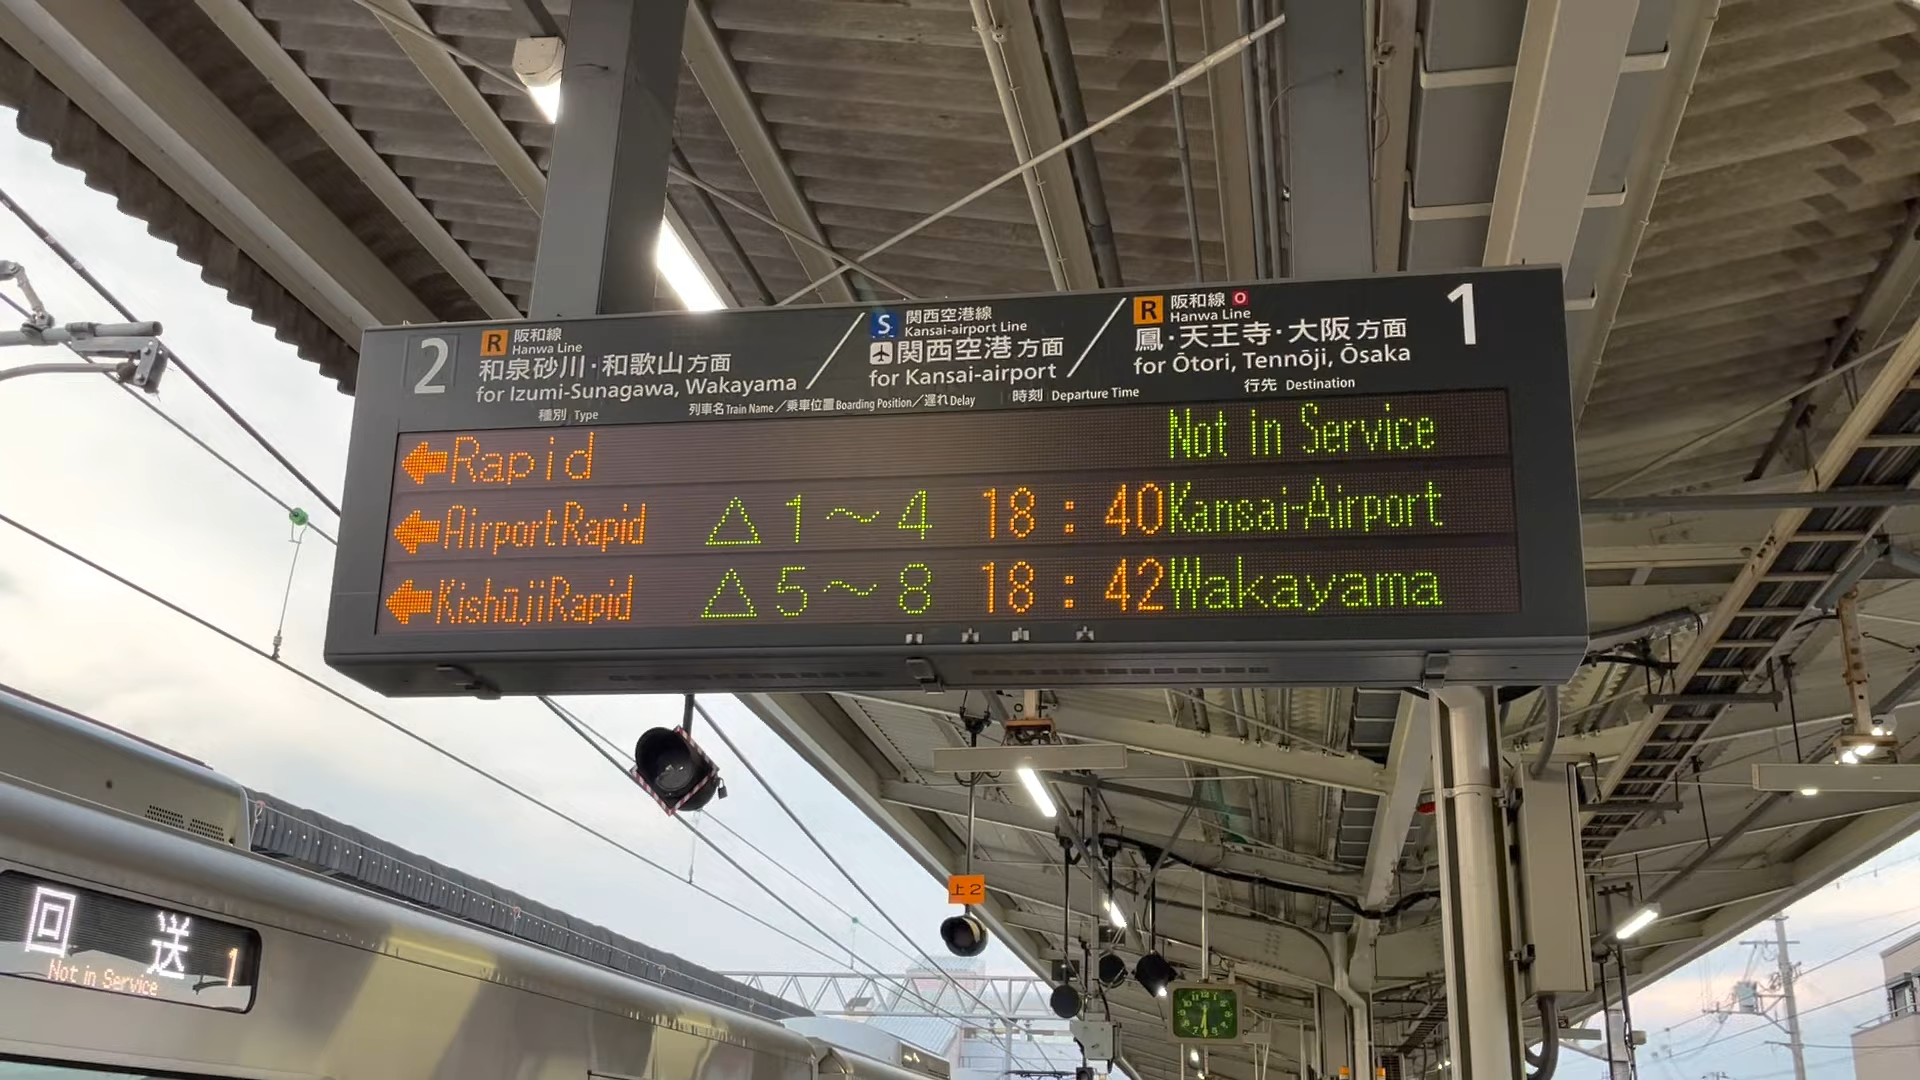 2
R 阪和線
Hanwa Line
和泉砂川・和歌山方面
for Izumi-Sunagawa, Wakayama
S 関西空港線
Kansai-airport Line
関西空港方面
for Kansai-airport
R 阪和線 O
Hanwa Line
鳳・天王寺・大阪方面
for Ōtori, Tennōji, Ōsaka
1
種別 Type
列車名 Train Name／乗車位置 Boarding Position／遅れ Delay
時刻 Departure Time
行先 Destination
←Rapid Not in Service
←AirportRapid △1～4 18:40 Kansai-Airport
←KishūjiRapid △5～8 18:42 Wakayama
上2
回送 1
Not in Service